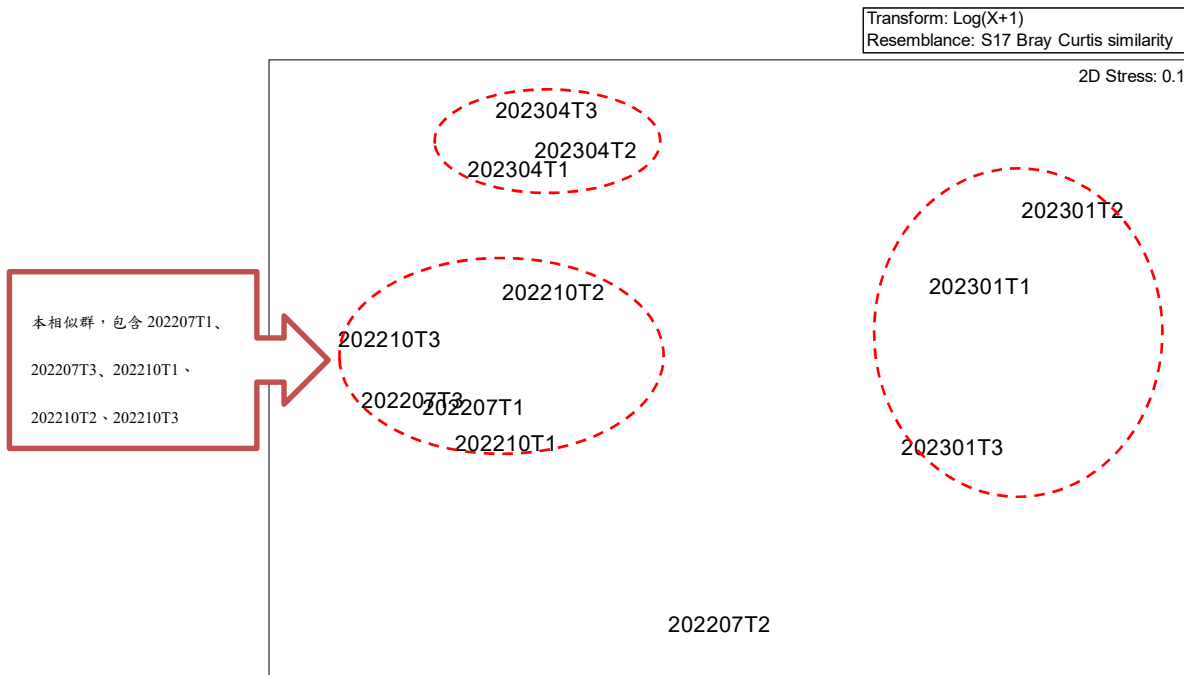 Transform: Log(X+1)
Resemblance: S17 Bray Curtis similarity
2D Stress: 0.1
202304T3
202304T2
202304T1
202301T2
202301T1
202210T2
202210T3
202207T3
202207T1
202210T1
202301T3
202207T2
本相似群,包含 202207T1、
202207T3、202210T1、
202210T2、202210T3